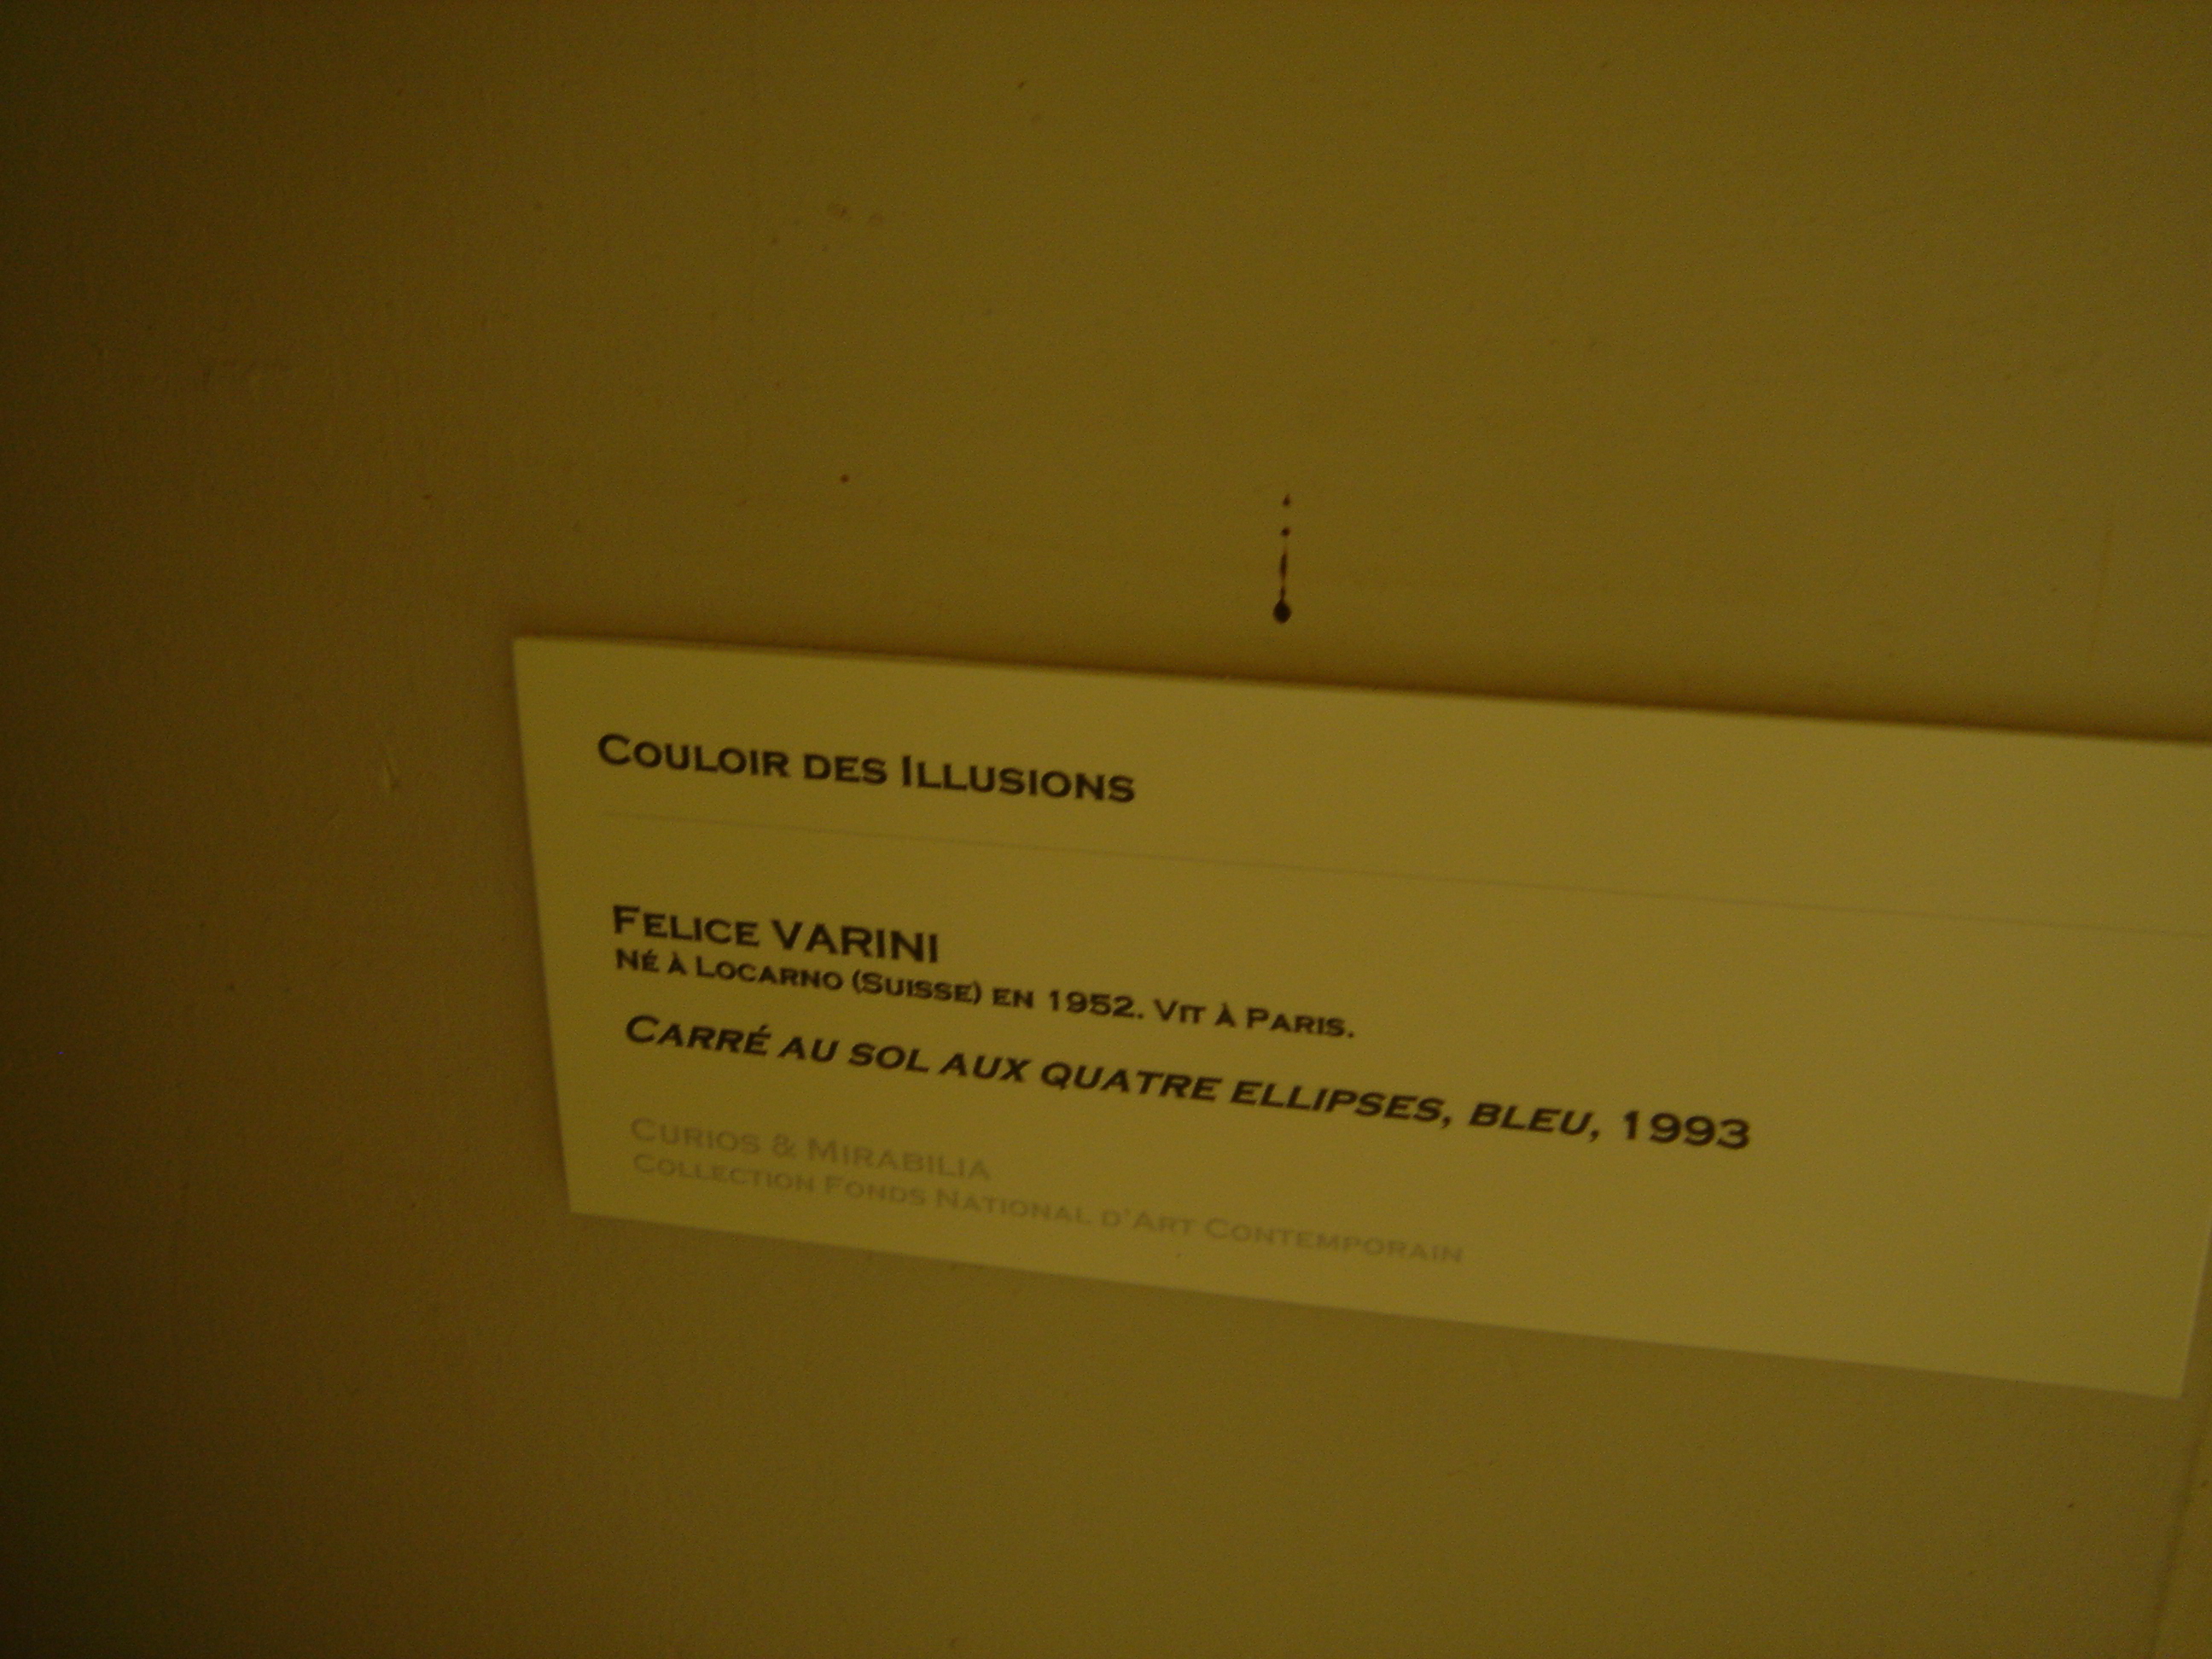 Couloir des Illusions
Felice VARINI
Né à Locarno (Suisse) en 1952. Vit à Paris.
Carré au sol aux quatre ellipses, bleu, 1993
Curios & Mirabilia
Collection Fonds National d'Art Contemporain